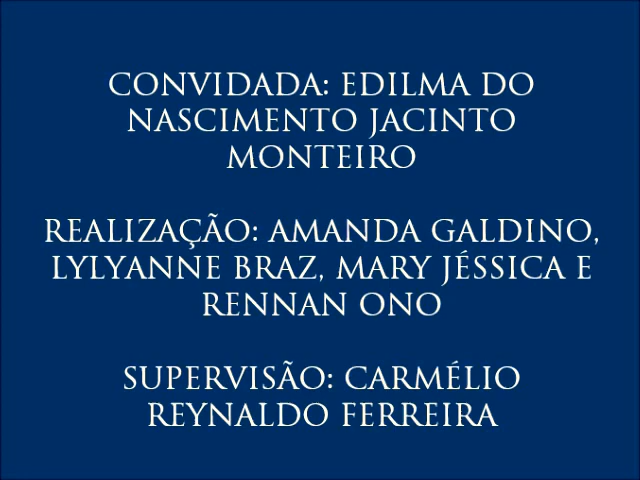 CONVIDADA: EDILMA DO
NASCIMENTO JACINTO
MONTEIRO
REALIZAÇÃO: AMANDA GALDINO,
LYLYANNE BRAZ, MARY JÉSSICA E
RENNAN ONO
SUPERVISÃO: CARMÉLIO
REYNALDO FERREIRA